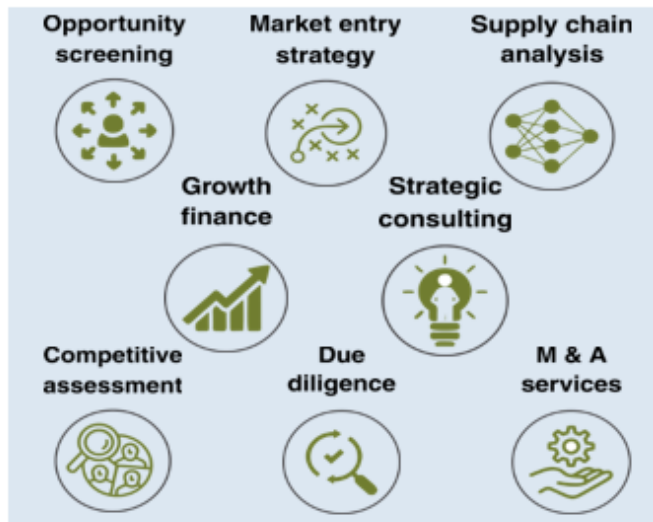 Opportunity
screening
Market entry
strategy
Supply chain
analysis
Growth
finance
Strategic
consulting
Competitive
assessment
Due
diligence
M & A
services